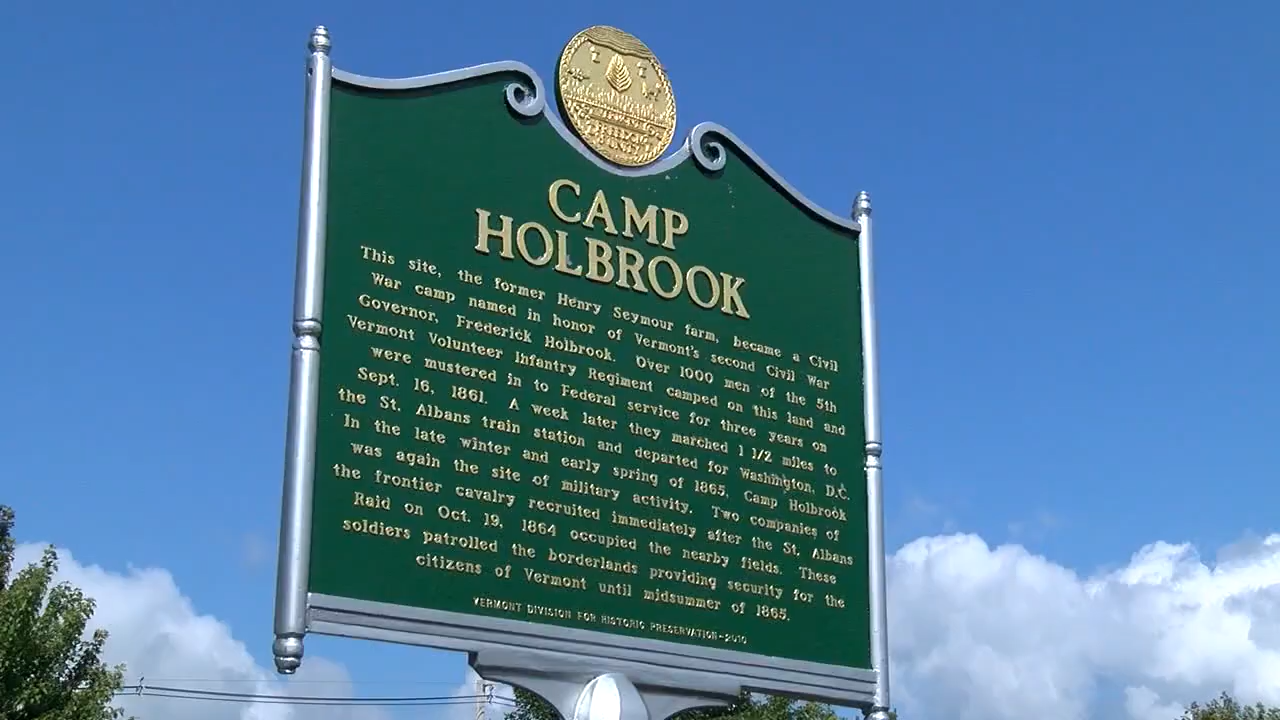 CAMP
HOLBROOK
This site, the former Henry Seymour farm, became a Civil
War camp named in honor of Vermont's second Civil War
Governor, Frederick Holbrook. Over 1000 men of the 5th
Vermont Volunteer Infantry Regiment camped on this land and
were mustered in to Federal service for three years on
Sept. 16, 1861. A week later they marched 1 1/2 miles to
the St. Albans train station and departed for Washington, D.C.
In the late winter and early spring of 1865, Camp Holbrook
was again the site of military activity. Two companies of
the frontier cavalry recruited immediately after the St. Albans
Raid on Oct. 19, 1864 occupied the nearby fields. These
soldiers patrolled the borderlands providing security for the
citizens of Vermont until midsummer of 1865.
VERMONT DIVISION FOR HISTORIC PRESERVATION-2010